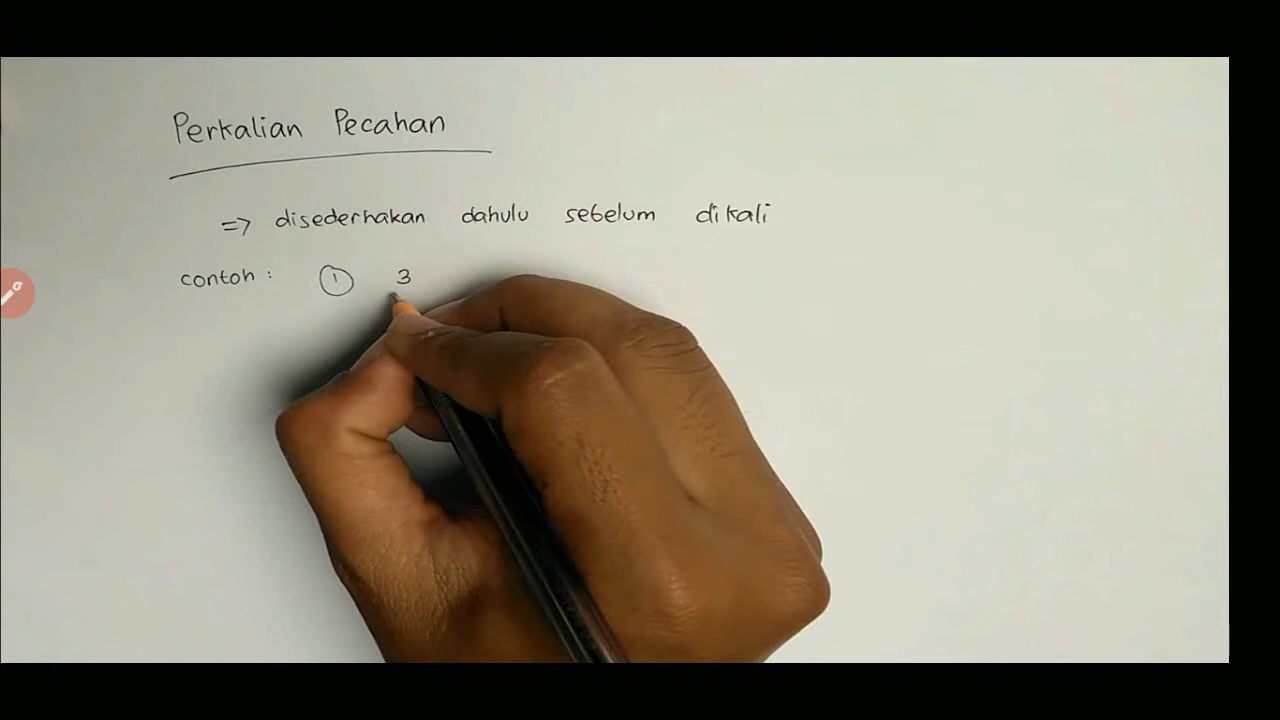 Perkalian Pecahan
=> disederhakan dahulu sebelum dikali
contoh : 1 3